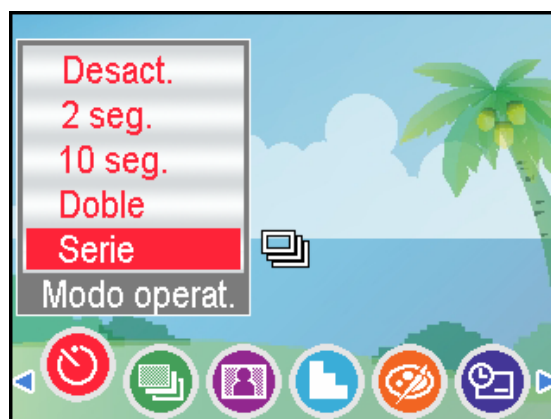 Desact.
2 seg.
10 seg.
Doble
Serie
Modo operat.